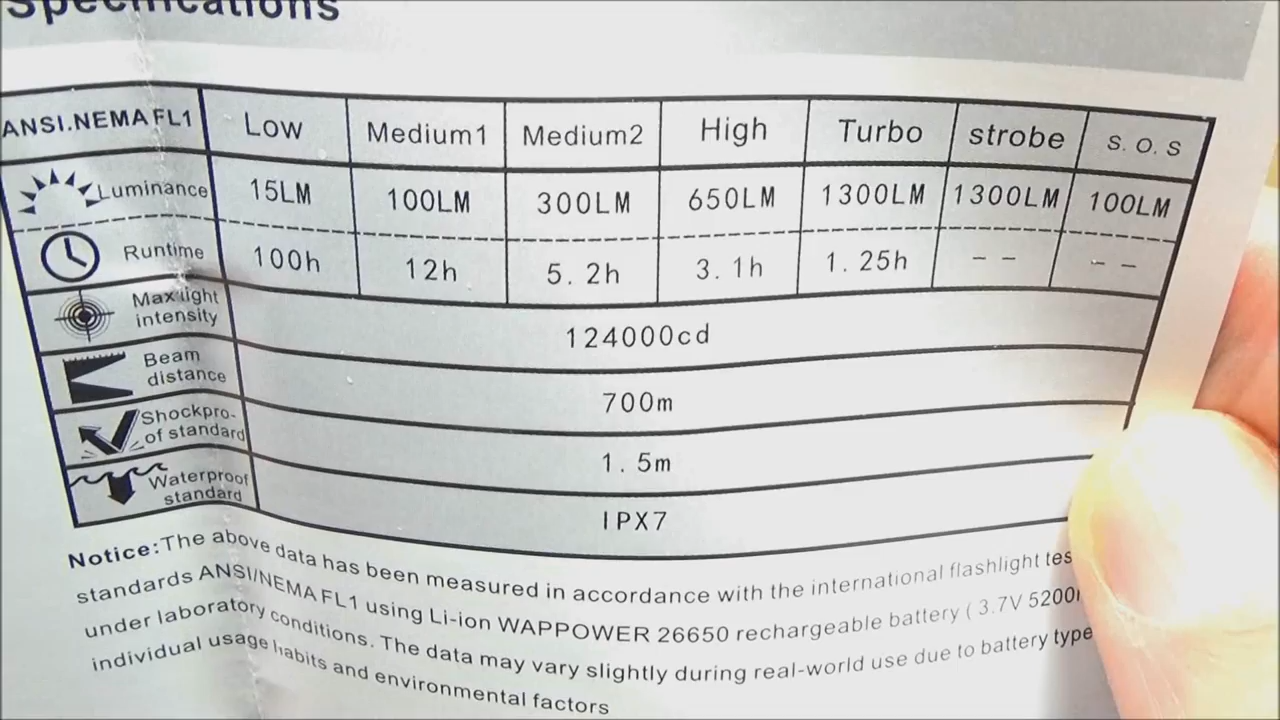 Specifications
ANSI.NEMA FL1 Low Medium1 Medium2 High Turbo strobe S.O.S
Luminance 15LM 100LM 300LM 650LM 1300LM 1300LM 100LM
Runtime 100h 12h 5.2h 3.1h 1.25h -- --
Max light
intensity
124000cd
Beam
distance
700m
Shockpro-
of standard
1.5m
Waterproof
standard
IPX7
Notice:The above data has been measured in accordance with the international flashlight
standards ANSI/NEMA FL1 using Li-ion WAPPOWER 26650 rechargeable battery ( 3.7V
under laboratory conditions. The data may vary slightly during real-world use due to battery type
individual usage habits and environmental factors